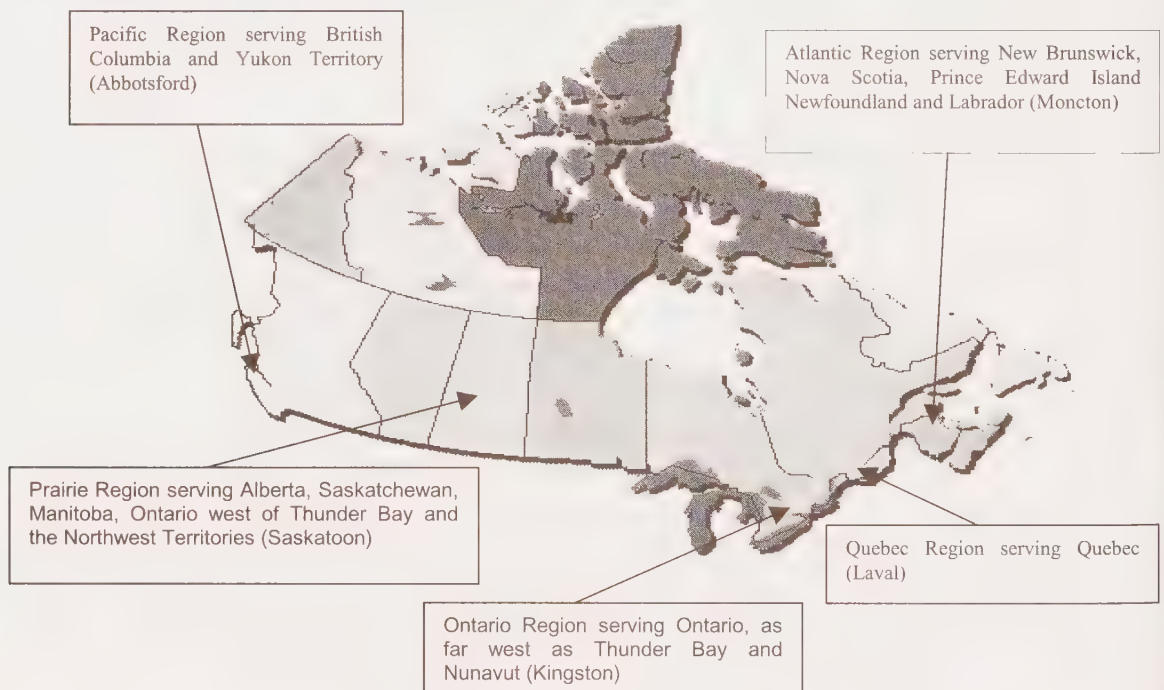 Pacific Region serving British
Columbia and Yukon Territory
(Abbotsford)
Atlantic Region serving New Brunswick,
Nova Scotia, Prince Edward Island
Newfoundland and Labrador (Moncton)
Prairie Region serving Alberta, Saskatchewan,
Manitoba, Ontario west of Thunder Bay and
the Northwest Territories (Saskatoon)
Quebec Region serving Quebec
(Laval)
Ontario Region serving Ontario, as
far west as Thunder Bay and
Nunavut (Kingston)